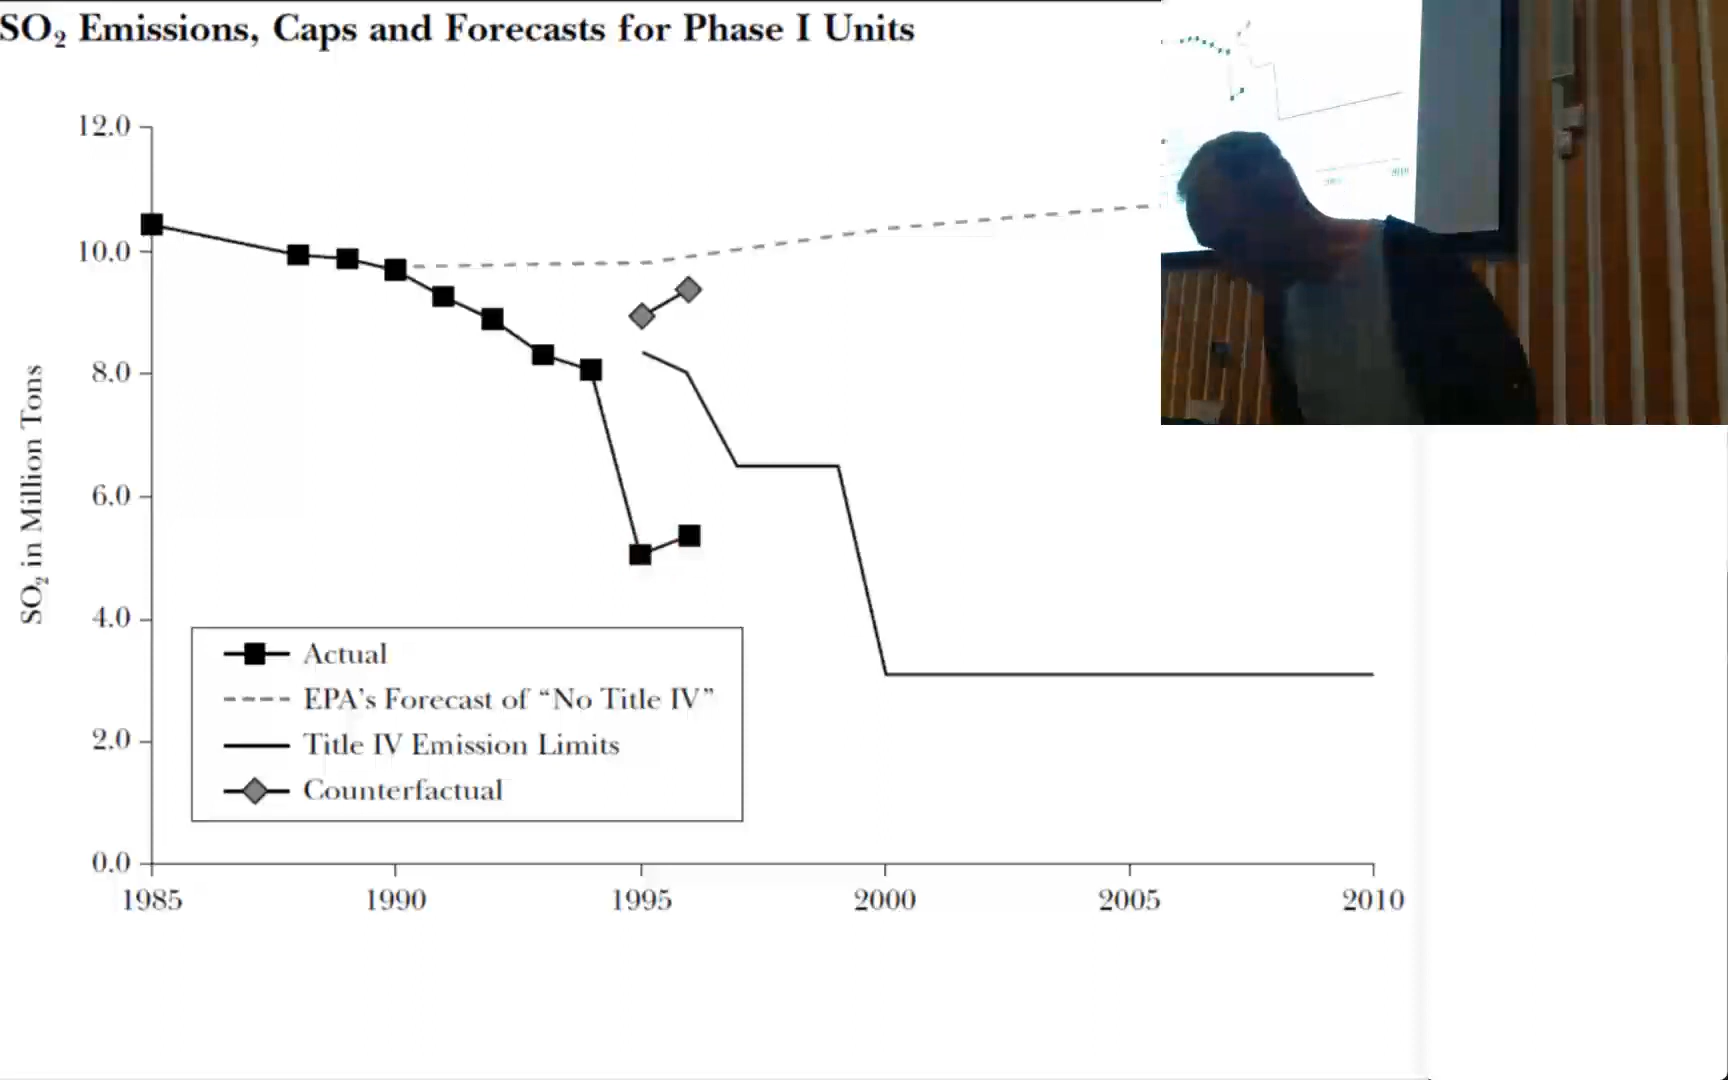 SO₂ Emissions, Caps and Forecasts for Phase I Units
12.0
10.0
8.0
6.0
4.0
2.0
0.0
SO₂ in Million Tons
Actual
EPA's Forecast of “No Title IV”
Title IV Emission Limits
Counterfactual
1985
1990
1995
2000
2005
2010
2010